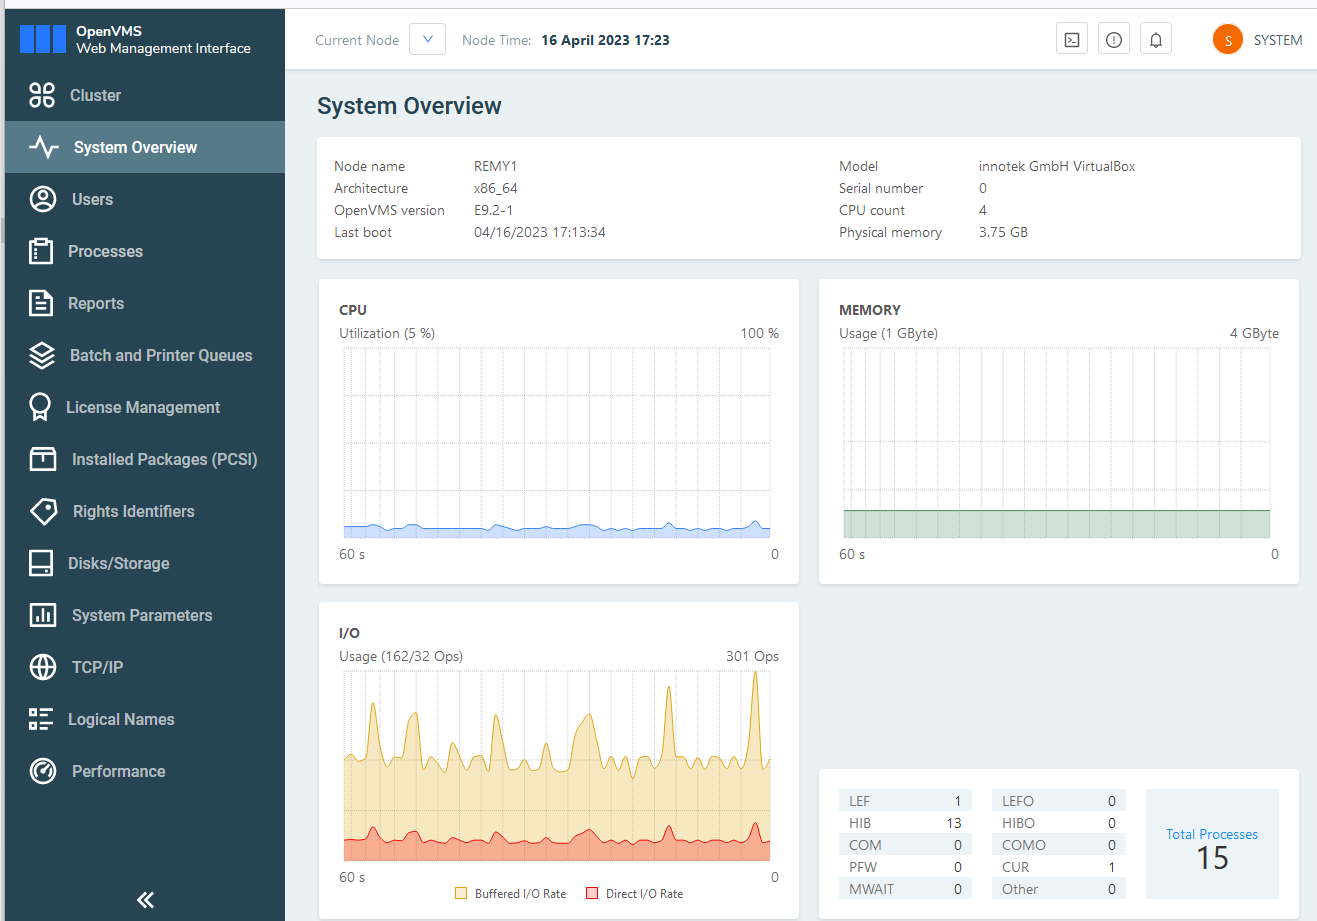 OpenVMS
Web Management Interface
Current Node
Node Time: 16 April 2023 17:23
S
SYSTEM
Cluster
System Overview
Users
Processes
Reports
Batch and Printer Queues
License Management
Installed Packages (PCSI)
Rights Identifiers
Disks/Storage
System Parameters
TCP/IP
Logical Names
Performance
System Overview
Node name REMY1
Architecture x86_64
OpenVMS version E9.2-1
Last boot 04/16/2023 17:13:34
Model innotek GmbH VirtualBox
Serial number 0
CPU count 4
Physical memory 3.75 GB
CPU
Utilization (5 %) 100 %
60 s 0
MEMORY
Usage (1 GByte) 4 GByte
60 s 0
I/O
Usage (162/32 Ops) 301 Ops
60 s 0
Buffered I/O Rate Direct I/O Rate
LEF 1
HIB 13
COM 0
PFW 0
MWAIT 0
LEFO 0
HIBO 0
COMO 0
CUR 1
Other 0
Total Processes
15